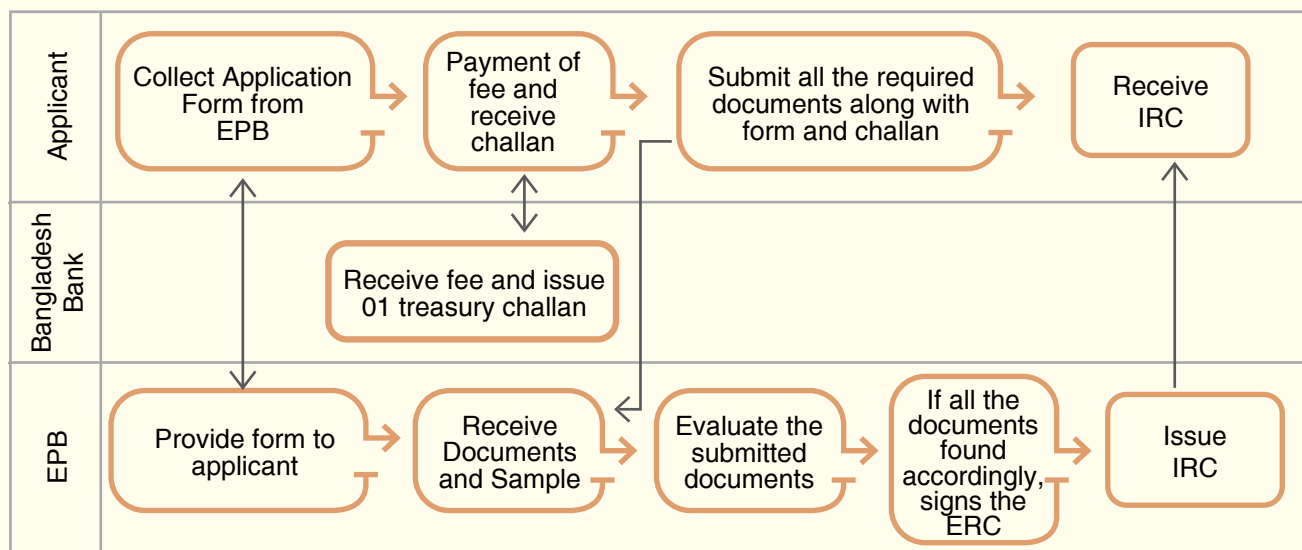 Applicant
Collect Application
Form from
EPB
Payment of
fee and
receive
challan
Submit all the required
documents along with
form and challan
Receive
IRC
Bangladesh
Bank
Receive fee and issue
01 treasury challan
EPB
Provide form to
applicant
Receive
Documents
and Sample
Evaluate the
submitted
documents
If all the
documents
found
accordingly,
signs the
ERC
Issue
IRC